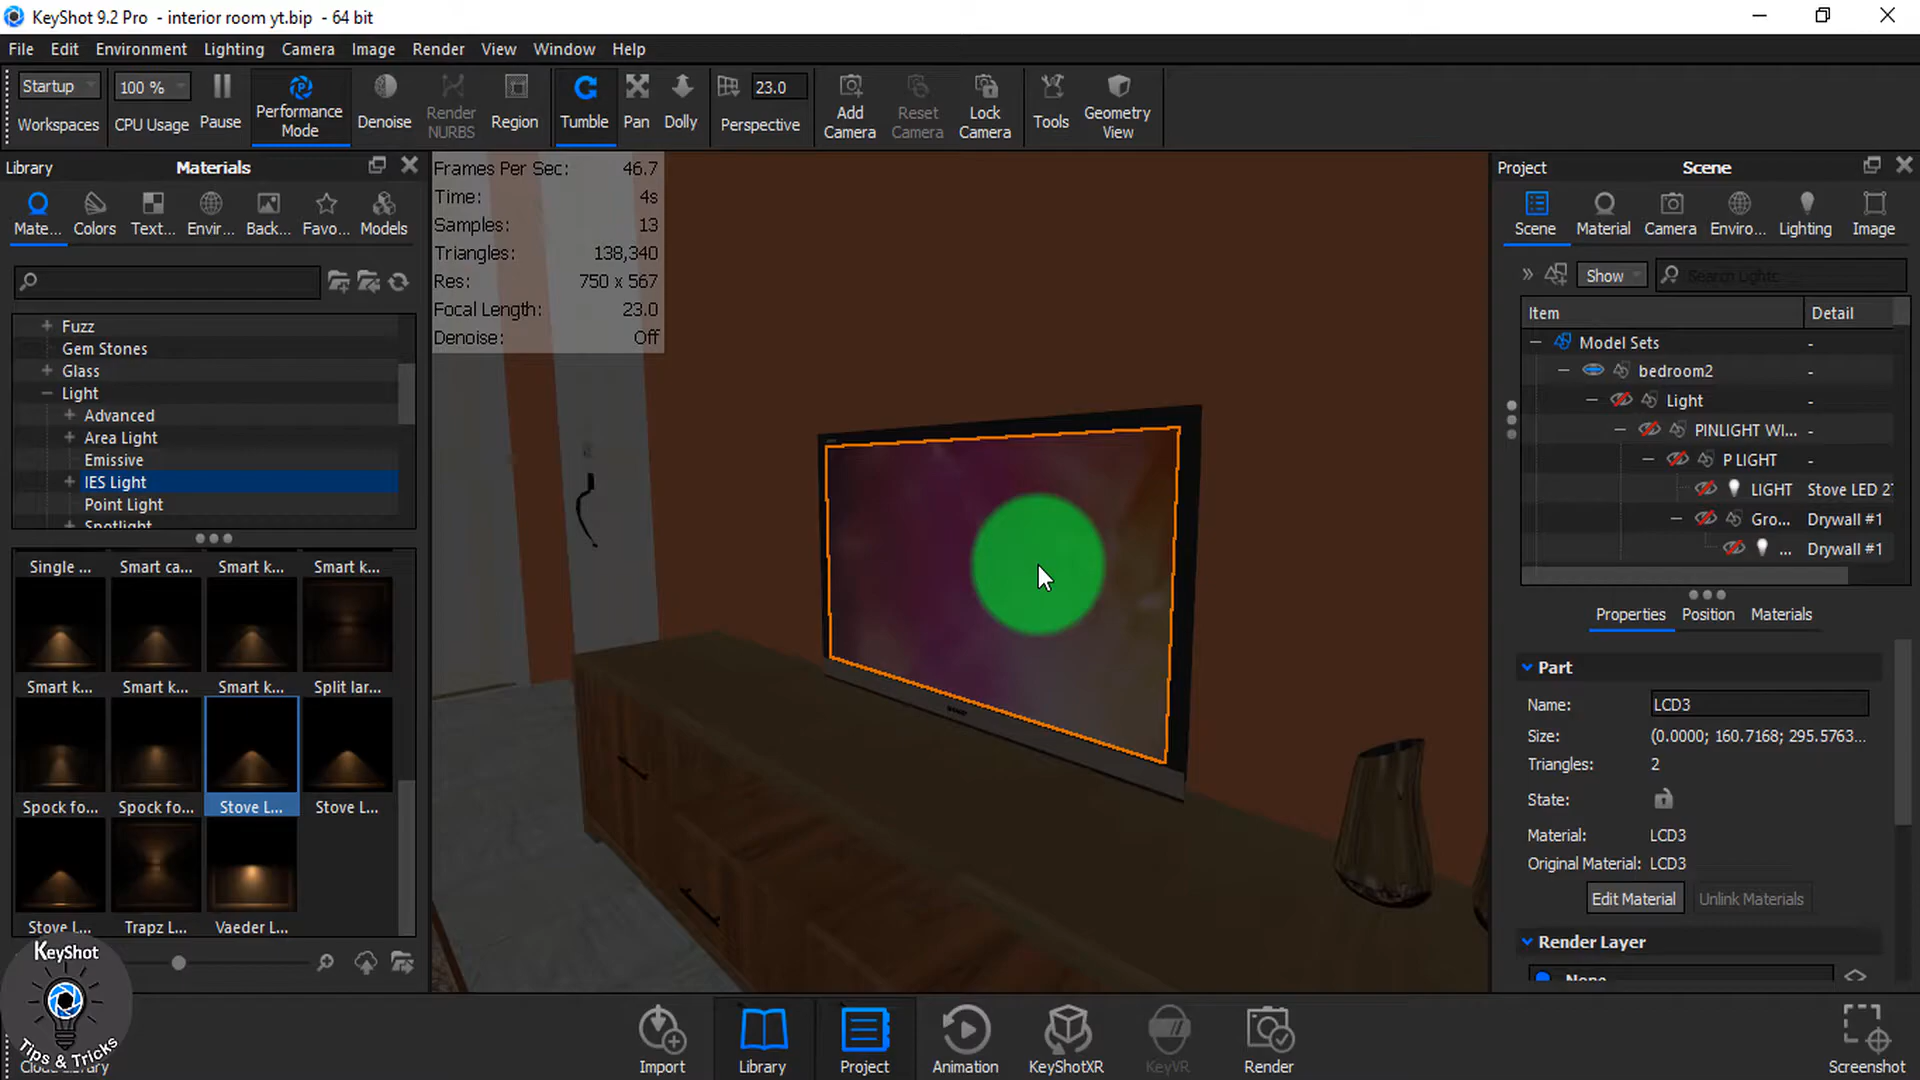 KeyShot 9.2 Pro - interior room yt.bip - 64 bit
File Edit Environment Lighting Camera Image Render View Window Help
Startup
100 %
23.0
Workspaces
CPU Usage
Pause
Performance Mode
Denoise
Render NURBS
Region
Tumble
Pan
Dolly
Perspective
Add Camera
Reset Camera
Lock Camera
Tools
Geometry View
Library
Materials
Mate... Colors Text... Envir... Back... Favo... Models
Fuzz
Gem Stones
Glass
Light
Advanced
Area Light
Emissive
IES Light
Point Light
Spotlight
Single ... Smart ca... Smart k... Smart k...
Smart k... Smart k... Smart k... Split lar...
Spock fo... Spock fo... Stove L... Stove L...
Stove L... Trapz L... Vaeder L...
KeyShot
Tips & Tricks
Frames Per Sec: 46.7
Time: 4s
Samples: 13
Triangles: 138,340
Res: 750 x 567
Focal Length: 23.0
Denoise: Off
Project
Scene
Scene Material Camera Enviro... Lighting Image
Show
Search Lights
Item Detail
Model Sets -
bedroom2 -
Light -
PINLIGHT WI... -
P LIGHT -
LIGHT Stove LED 2
Gro... Drywall #1
... Drywall #1
Properties Position Materials
Part
Name: LCD3
Size: (0.0000; 160.7168; 295.5763...
Triangles: 2
State:
Material: LCD3
Original Material: LCD3
Edit Material Unlink Materials
Render Layer
None
Import Library Project Animation KeyShotXR KeyVR Render Screenshot